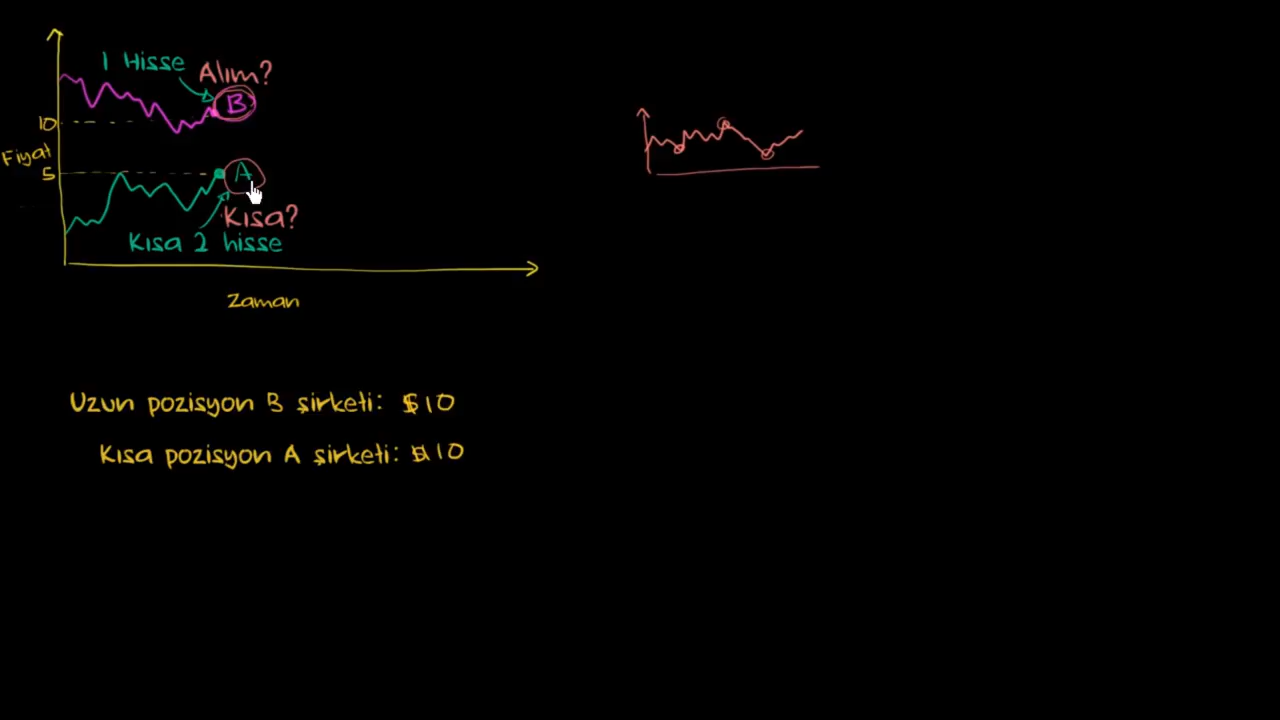 1 Hisse
Alım?
B
10
Fiyat
5
A
Kısa?
Kısa 2 hisse
Zaman
Uzun pozisyon B şirketi: $10
Kısa pozisyon A şirketi: $10